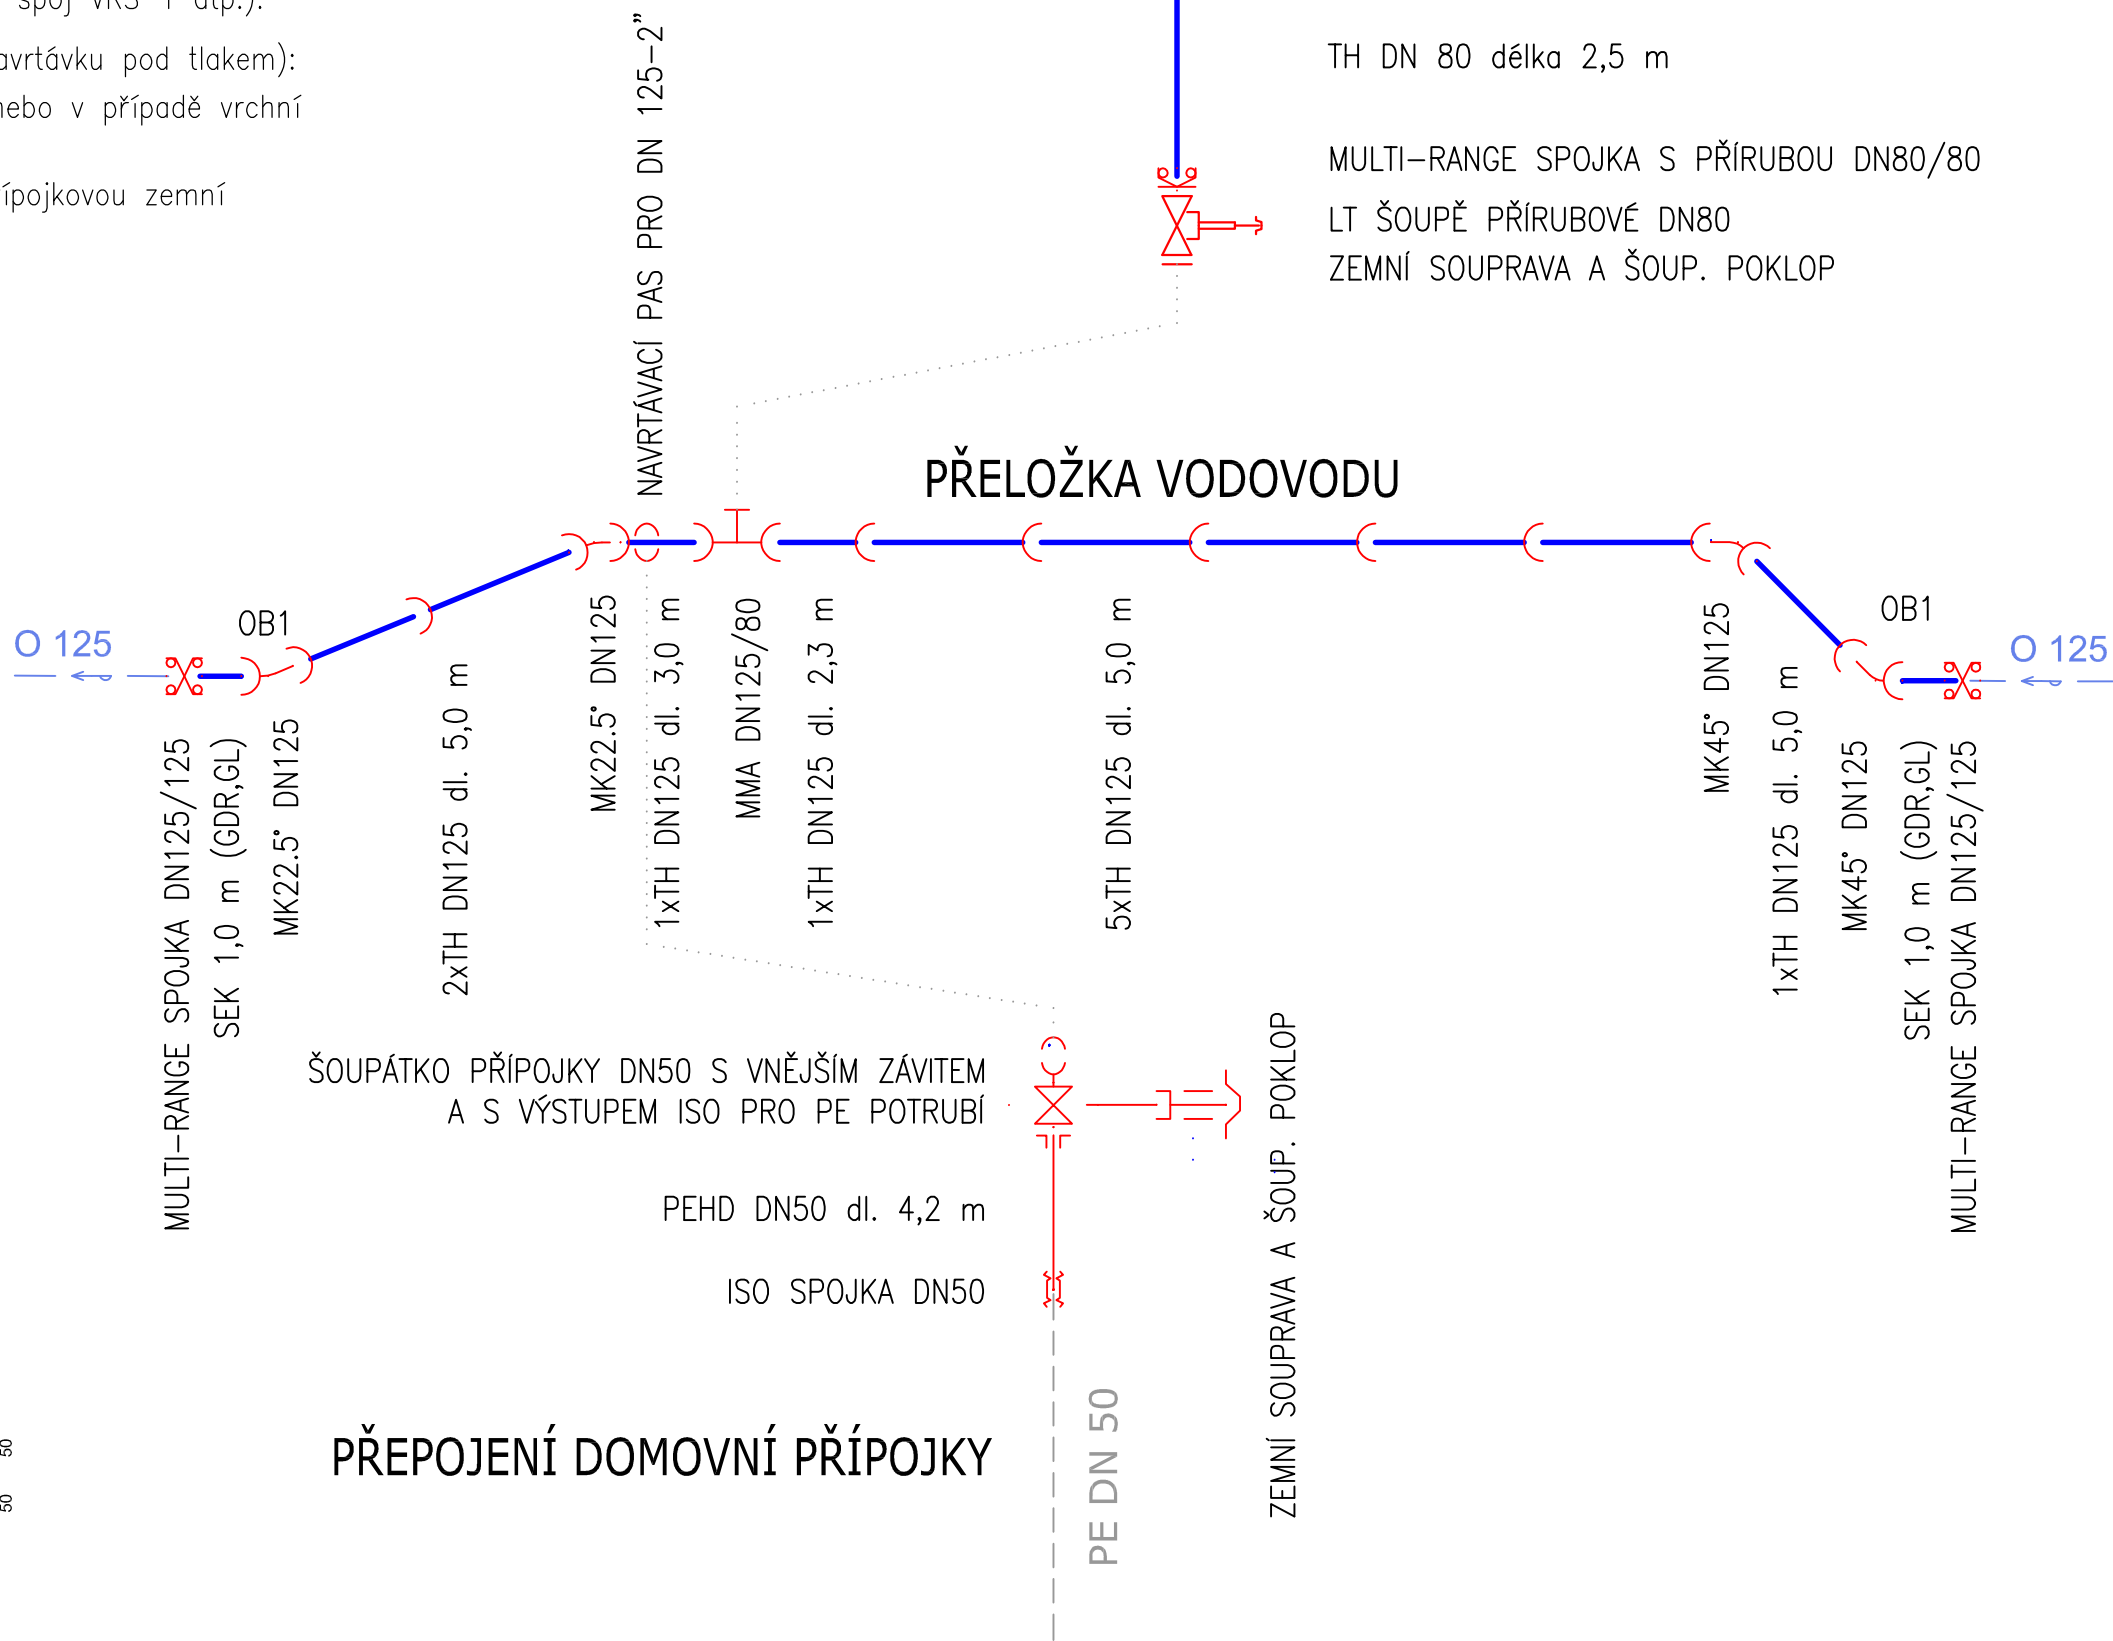 pod tlakem):
v případě vrchní
zemní
NAVRTÁVACÍ PAS PRO DN 125-2"
TH DN 80 délka 2,5 m
MULTI-RANGE SPOJKA S PŘÍRUBOU DN80/80
LT ŠOUPĚ PŘÍRUBOVÉ DN80
ZEMNÍ SOUPRAVA A ŠOUP. POKLOP
PŘELOŽKA VODOVODU
O 125
OB1
OB1
O 125
MULTI-RANGE SPOJKA DN125/125
SEK 1,0 m (GDR,GL)
MK22.5° DN125
2xTH DN125 dl. 5,0 m
MK22.5° DN125
1xTH DN125 dl. 3,0 m
MMA DN125/80
1xTH DN125 dl. 2,3 m
5xTH DN125 dl. 5,0 m
MK45° DN125
1xTH DN125 dl. 5,0 m
MK45° DN125
SEK 1,0 m (GDR,GL)
MULTI-RANGE SPOJKA DN125/125
ŠOUPÁTKO PŘÍPOJKY DN50 S VNĚJŠÍM ZÁVITEM
A S VÝSTUPEM ISO PRO PE POTRUBÍ
PEHD DN50 dl. 4,2 m
ISO SPOJKA DN50
ZEMNÍ SOUPRAVA A ŠOUP. POKLOP
PE DN 50
PŘEPOJENÍ DOMOVNÍ PŘÍPOJKY
50
50